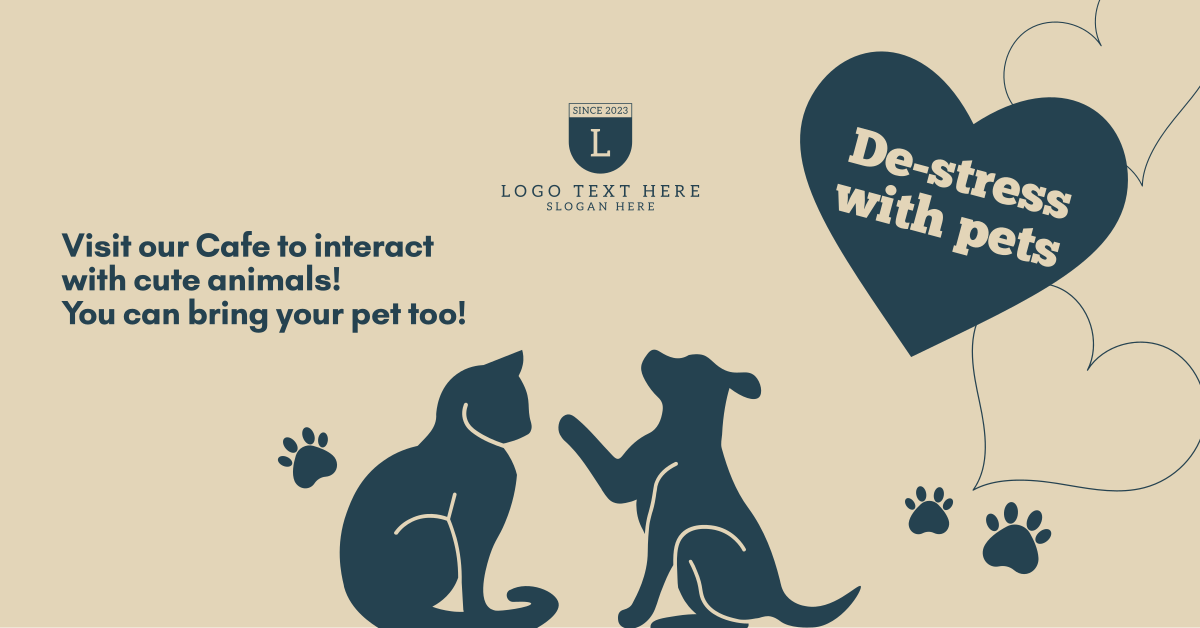 SINCE 2023
L
LOGO TEXT HERE
SLOGAN HERE
De-stress
with pets
Visit our Cafe to interact
with cute animals!
You can bring your pet too!